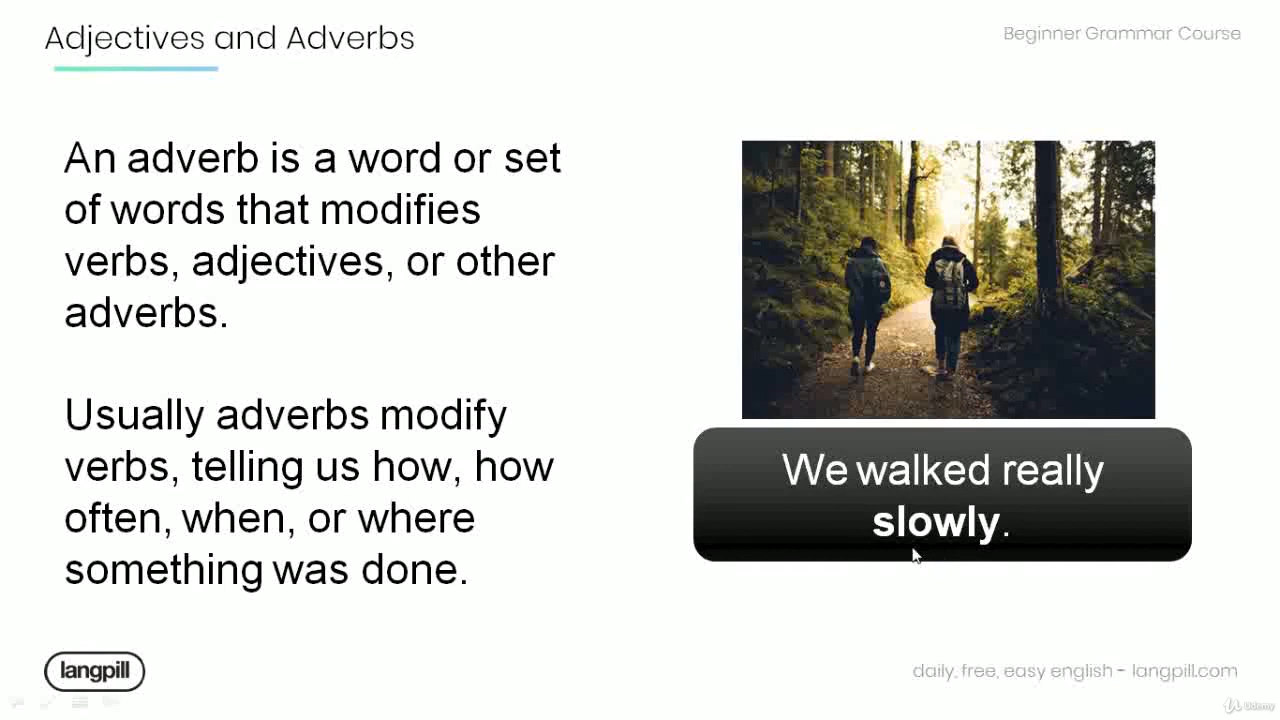 Adjectives and Adverbs
Beginner Grammar Course
An adverb is a word or set
of words that modifies
verbs, adjectives, or other
adverbs.
Usually adverbs modify
verbs, telling us how, how
often, when, or where
something was done.
We walked really
slowly.
langpill
daily, free, easy english - langpill.com
Udemy